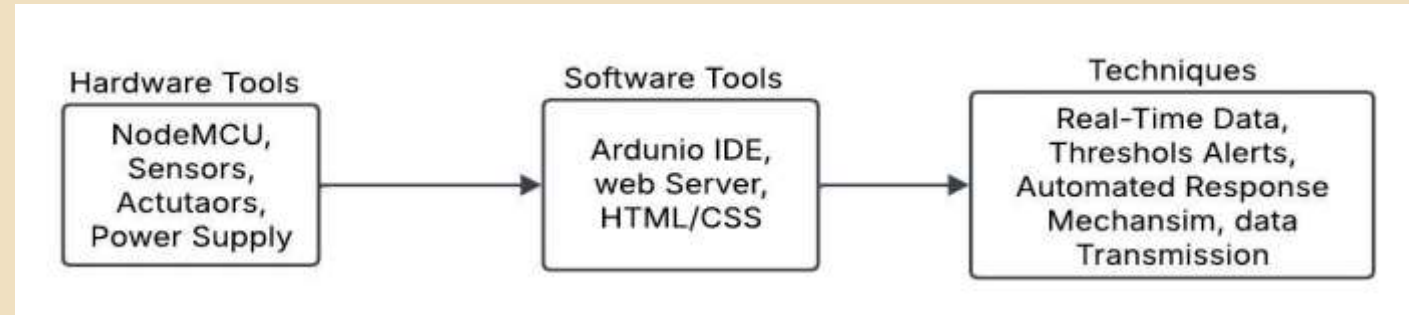 Hardware Tools
NodeMCU,
Sensors,
Actutaors,
Power Supply
Software Tools
Ardunio IDE,
web Server,
HTML/CSS
Techniques
Real-Time Data,
Threshols Alerts,
Automated Response
Mechansim, data
Transmission